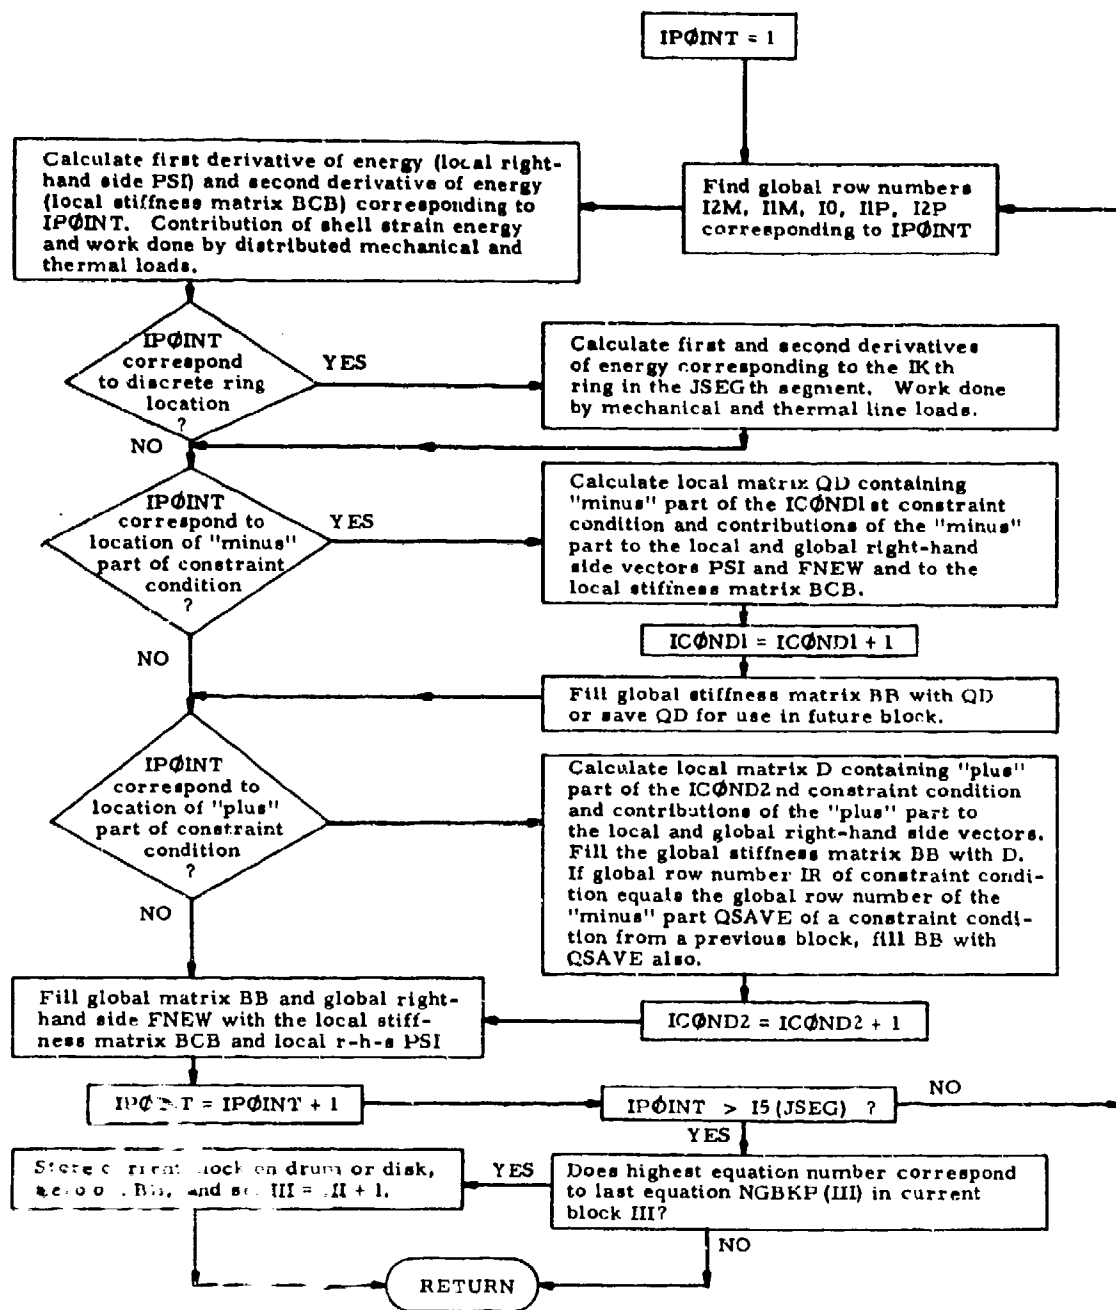 IPØINT = 1
Find global row numbers
I2M, I1M, I0, I1P, I2P
corresponding to IPØINT
Calculate first derivative of energy (local right-
hand side PSI) and second derivative of energy
(local stiffness matrix BCB) corresponding to
IPØINT. Contribution of shell strain energy
and work done by distributed mechanical and
thermal loads.
IPØINT
correspond
to discrete ring
location
?
YES
NO
Calculate first and second derivatives
of energy corresponding to the IKth
ring in the JSEGth segment. Work done
by mechanical and thermal line loads.
IPØINT
correspond to
location of "minus"
part of constraint
condition
?
YES
NO
Calculate local matrix QD containing
"minus" part of the ICØND1st constraint
condition and contributions of the "minus"
part to the local and global right-hand
side vectors PSI and FNEW and to the
local stiffness matrix BCB.
ICØND1 = ICØND1 + 1
Fill global stiffness matrix BB with QD
or save QD for use in future block.
IPØINT
correspond to
location of "plus"
part of constraint
condition
?
NO
Calculate local matrix D containing "plus"
part of the ICØND2nd constraint condition
and contributions of the "plus" part to
the local and global right-hand side vectors.
Fill the global stiffness matrix BB with D.
If global row number IR of constraint condi-
tion equals the global row number of the
"minus" part QSAVE of a constraint condi-
tion from a previous block, fill BB with
QSAVE also.
ICØND2 = ICØND2 + 1
Fill global matrix BB and global right-
hand side FNEW with the local stiff-
ness matrix BCB and local r-h-s PSI
= IPØINT + 1
IPØINT > I5(JSEG) ?
NO
YES
Does highest equation number correspond
to last equation NGBKP(III) in current
block III?
YES
NO
Store on drum or disk,
and III = + 1.
RETURN